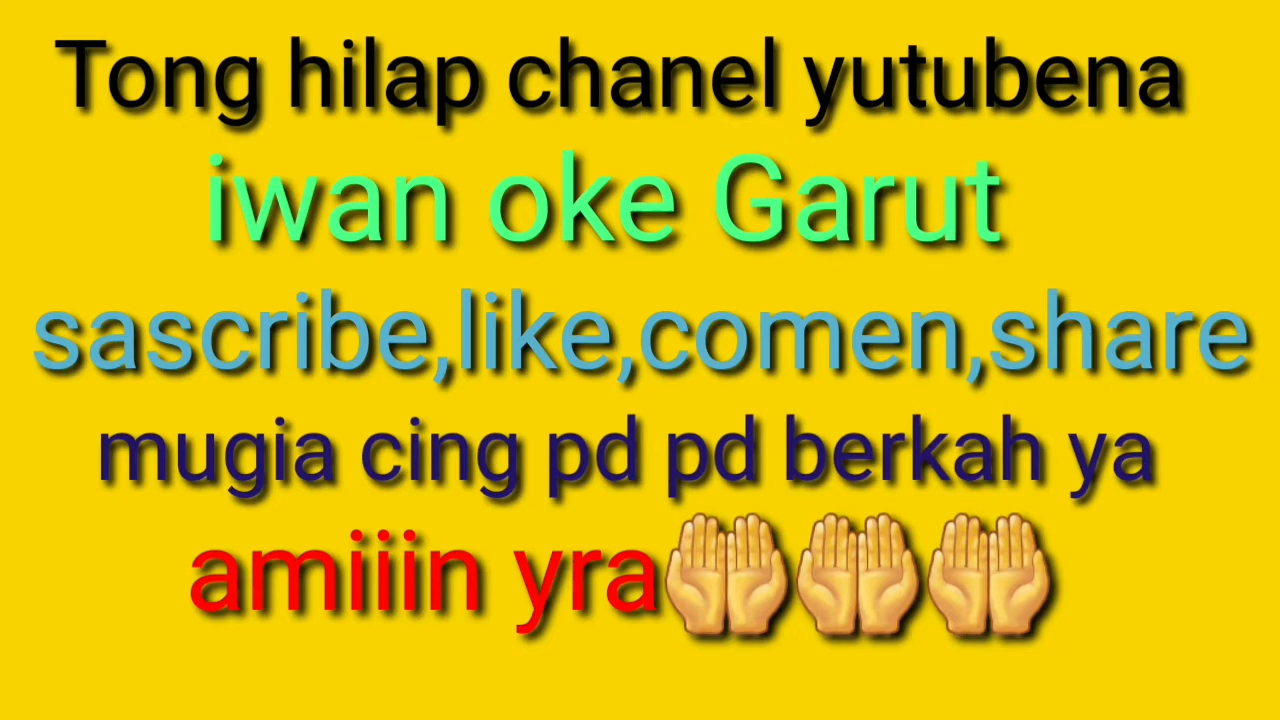 Tong hilap chanel yutubena
iwan oke Garut
sascribe,like,comen,share
mugia cing pd pd berkah ya
amiiin yra🤲🤲🤲